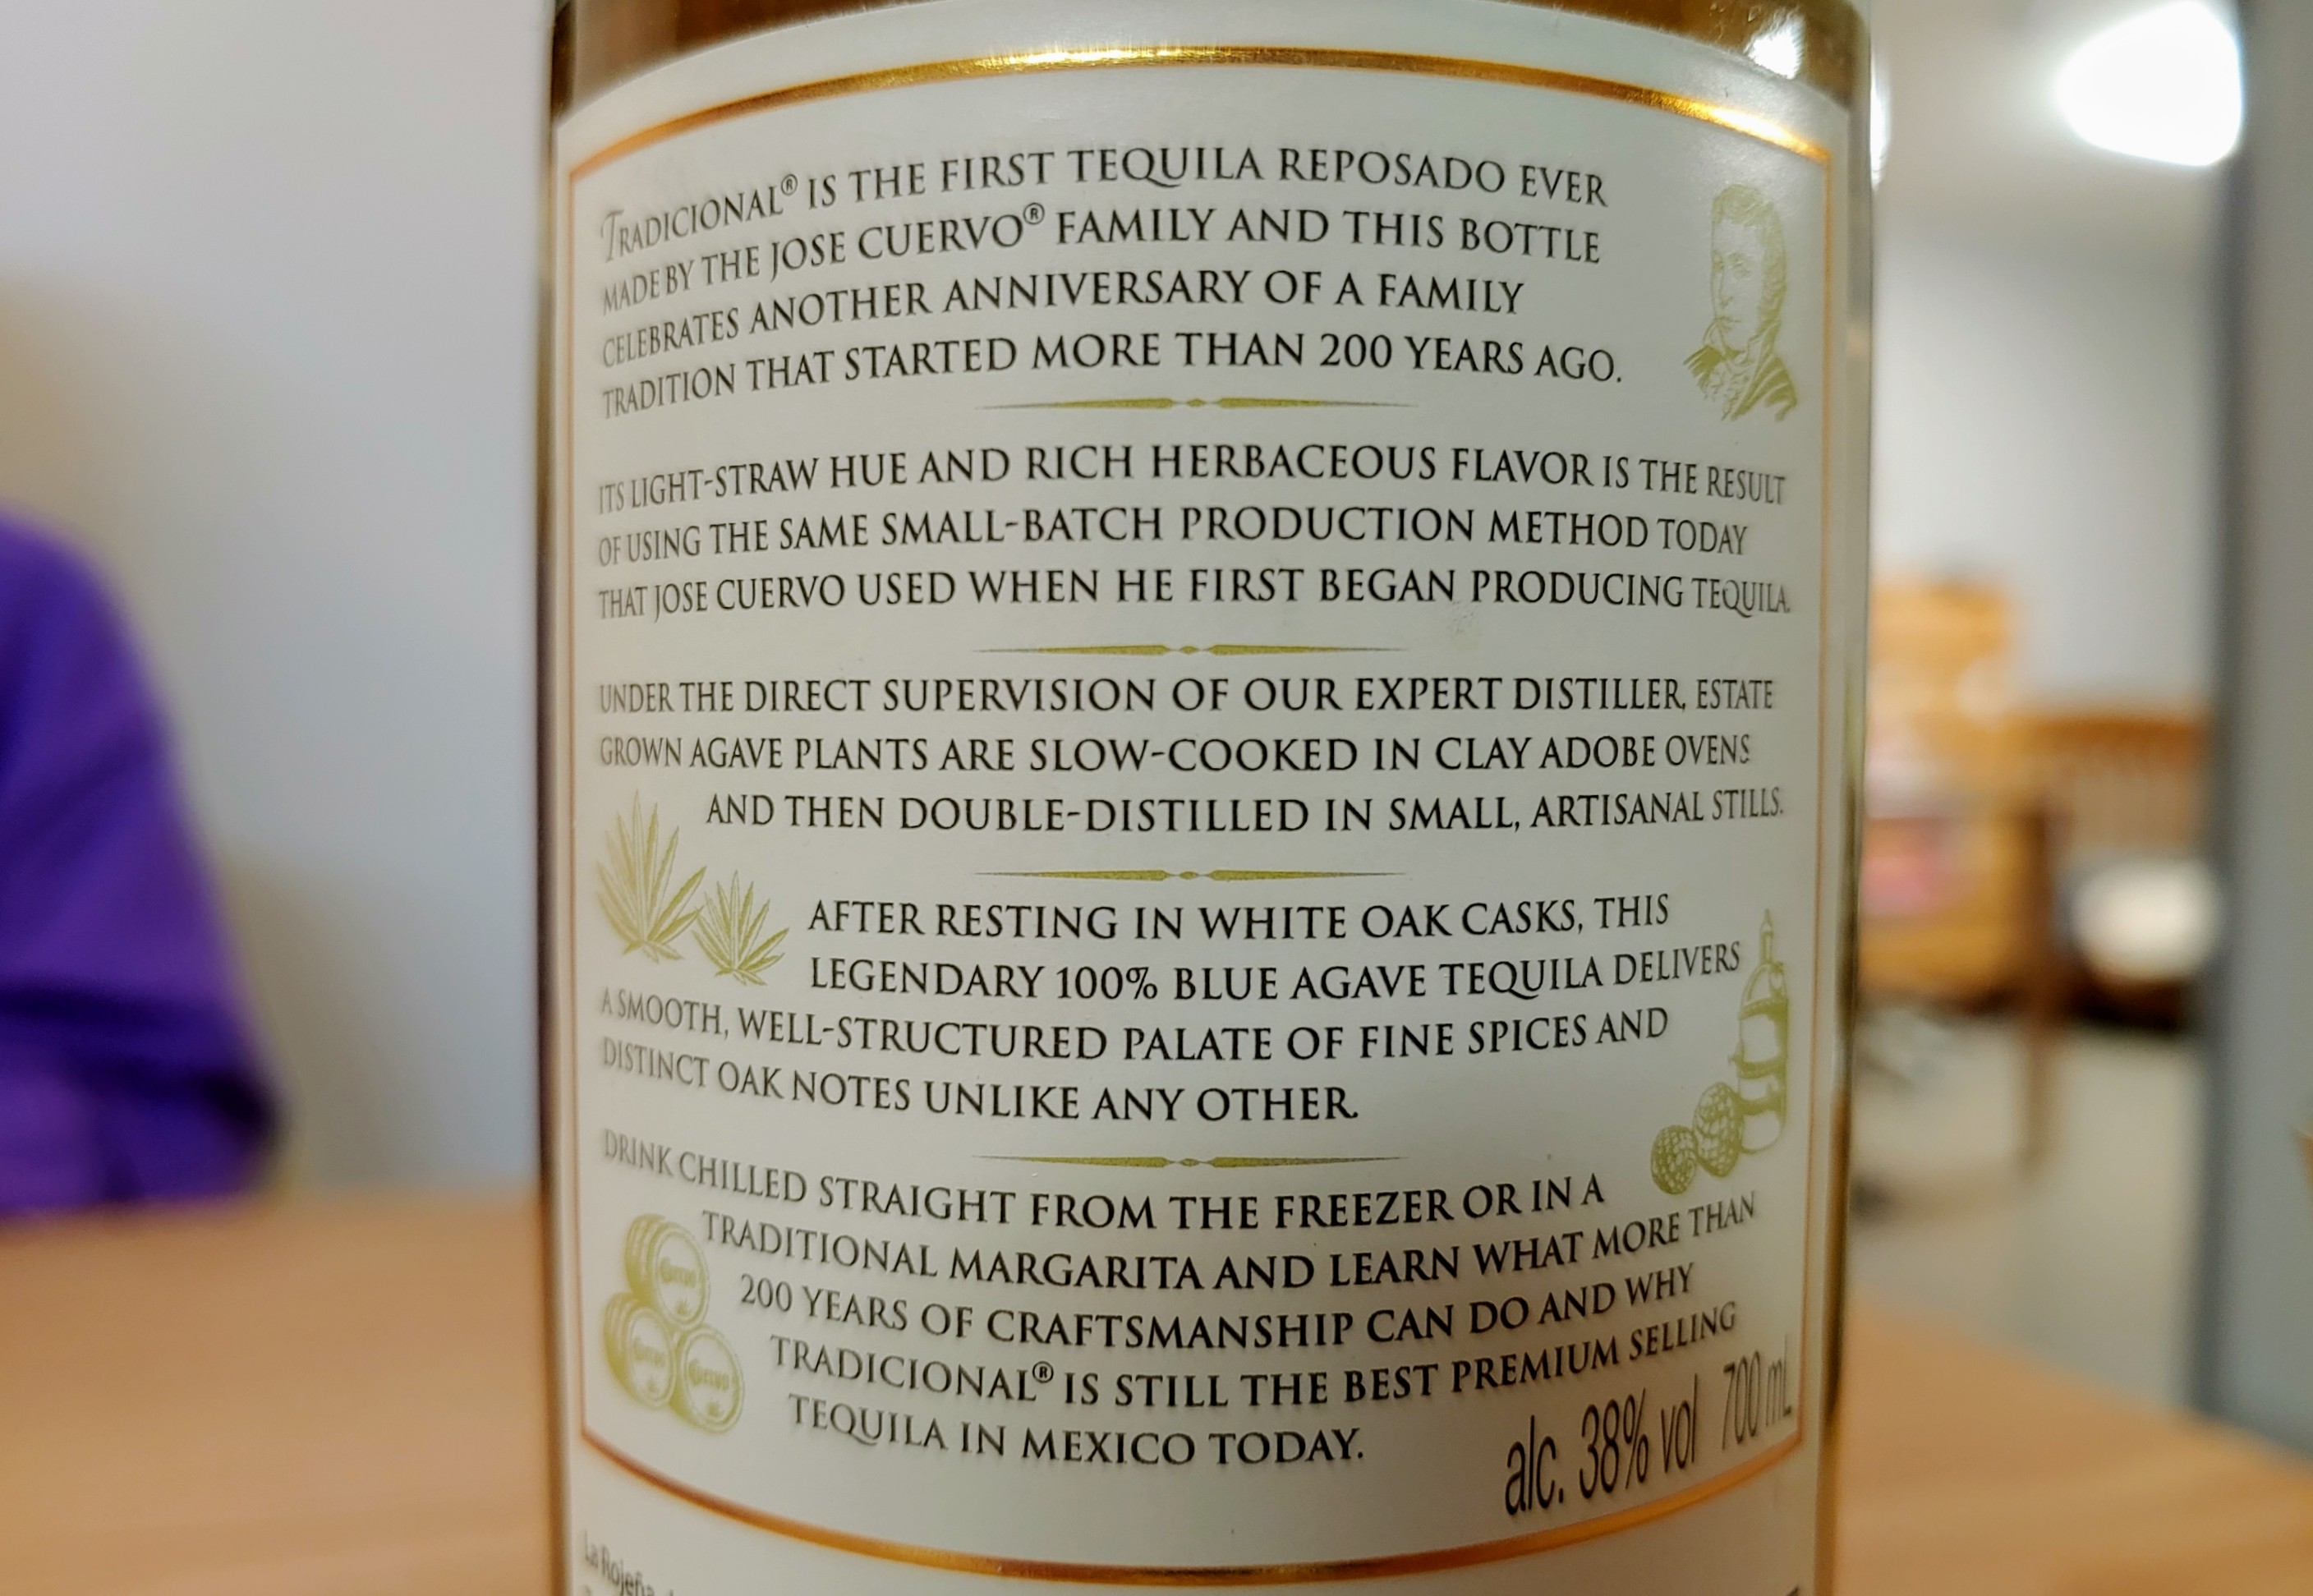 TRADICIONAL® IS THE FIRST TEQUILA REPOSADO EVER
MADE BY THE JOSE CUERVO® FAMILY AND THIS BOTTLE
CELEBRATES ANOTHER ANNIVERSARY OF A FAMILY
TRADITION THAT STARTED MORE THAN 200 YEARS AGO.
ITS LIGHT-STRAW HUE AND RICH HERBACEOUS FLAVOR IS THE RESULT
OF USING THE SAME SMALL-BATCH PRODUCTION METHOD TODAY
THAT JOSE CUERVO USED WHEN HE FIRST BEGAN PRODUCING TEQUILA.
UNDER THE DIRECT SUPERVISION OF OUR EXPERT DISTILLER, ESTATE
GROWN AGAVE PLANTS ARE SLOW-COOKED IN CLAY ADOBE OVENS
AND THEN DOUBLE-DISTILLED IN SMALL, ARTISANAL STILLS.
AFTER RESTING IN WHITE OAK CASKS, THIS
LEGENDARY 100% BLUE AGAVE TEQUILA DELIVERS
A SMOOTH, WELL-STRUCTURED PALATE OF FINE SPICES AND
DISTINCT OAK NOTES UNLIKE ANY OTHER.
DRINK CHILLED STRAIGHT FROM THE FREEZER OR IN A
TRADITIONAL MARGARITA AND LEARN WHAT MORE THAN
200 YEARS OF CRAFTSMANSHIP CAN DO AND WHY
TRADICIONAL® IS STILL THE BEST PREMIUM SELLING
TEQUILA IN MEXICO TODAY.
Cuervo
Cuervo
Cuervo
alc. 38% vol 700 mL
La Rojeña